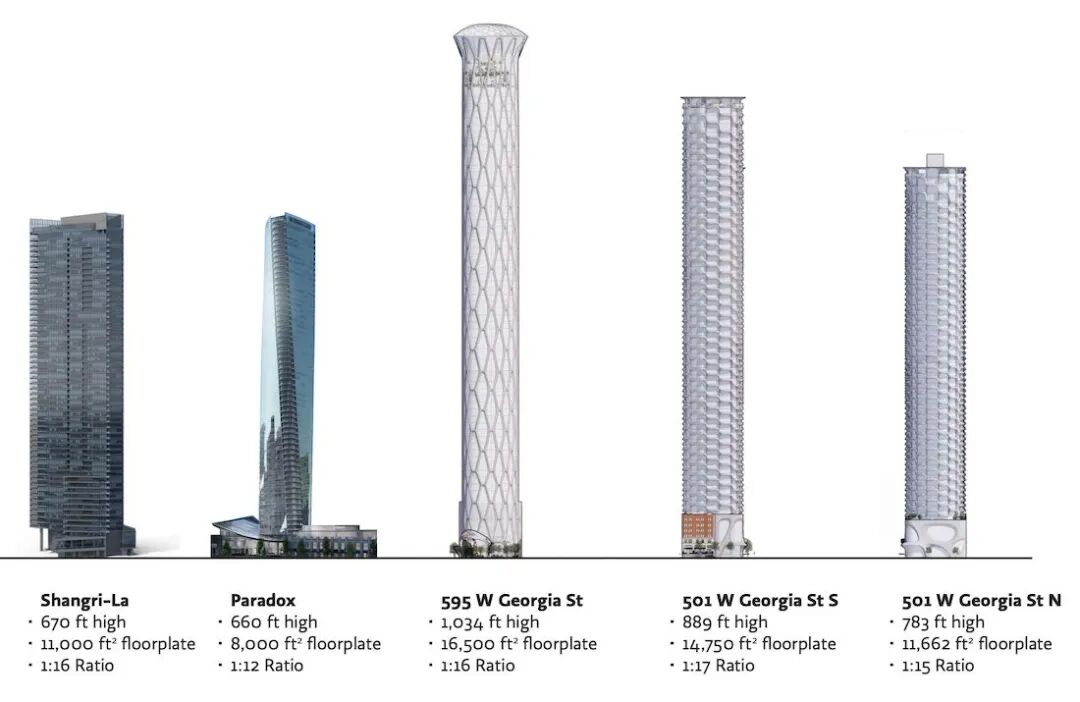 Shangri-La
· 670 ft high
· 11,000 ft² floorplate
· 1:16 Ratio
Paradox
· 660 ft high
· 8,000 ft² floorplate
· 1:12 Ratio
595 W Georgia St
· 1,034 ft high
· 16,500 ft² floorplate
· 1:16 Ratio
501 W Georgia St S
· 889 ft high
· 14,750 ft² floorplate
· 1:17 Ratio
501 W Georgia St N
· 783 ft high
· 11,662 ft² floorplate
· 1:15 Ratio